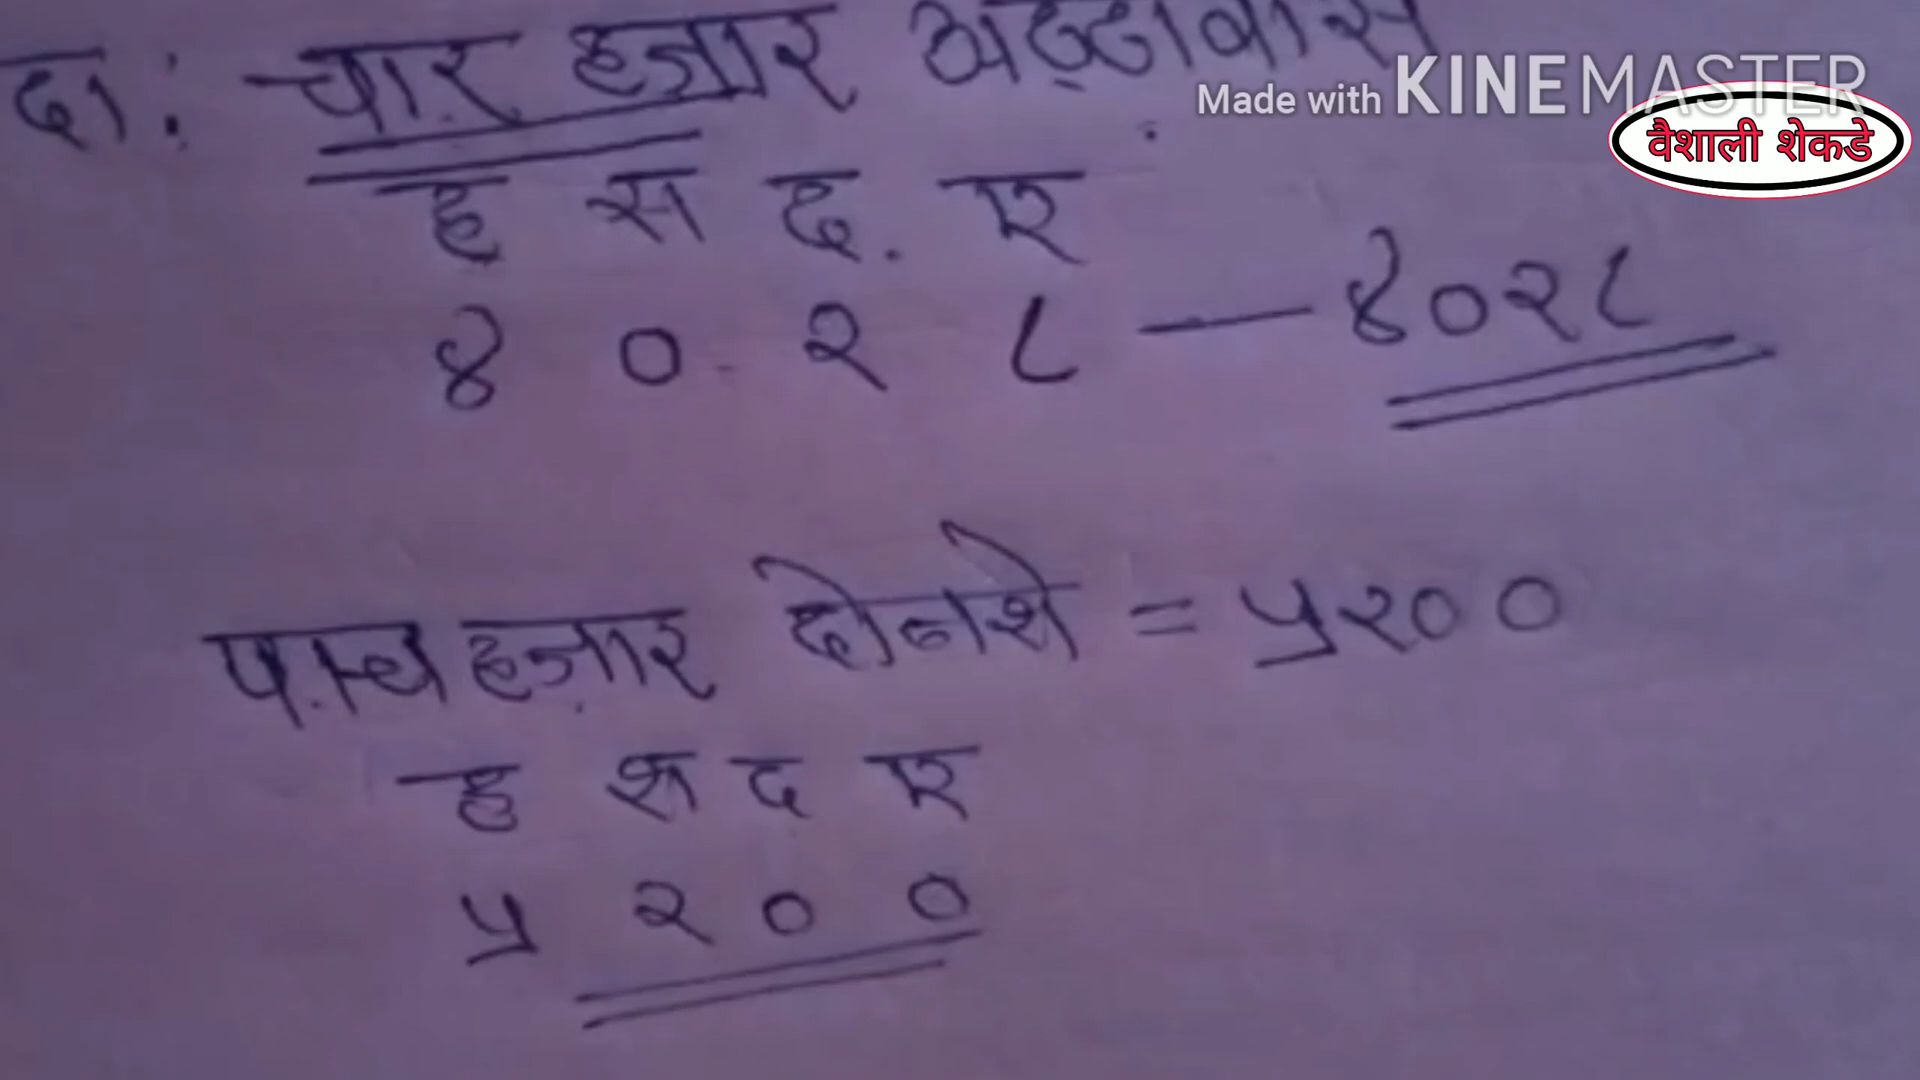 दा: चार हजार अठ्ठावीस
Made with KINEMASTER
वैशाली शेकडे
ह स द. ए
४ ० २ ८ — ४०२८
पाच हजार दोनशे = ५२००
ह श द ए
५ २ ० ०